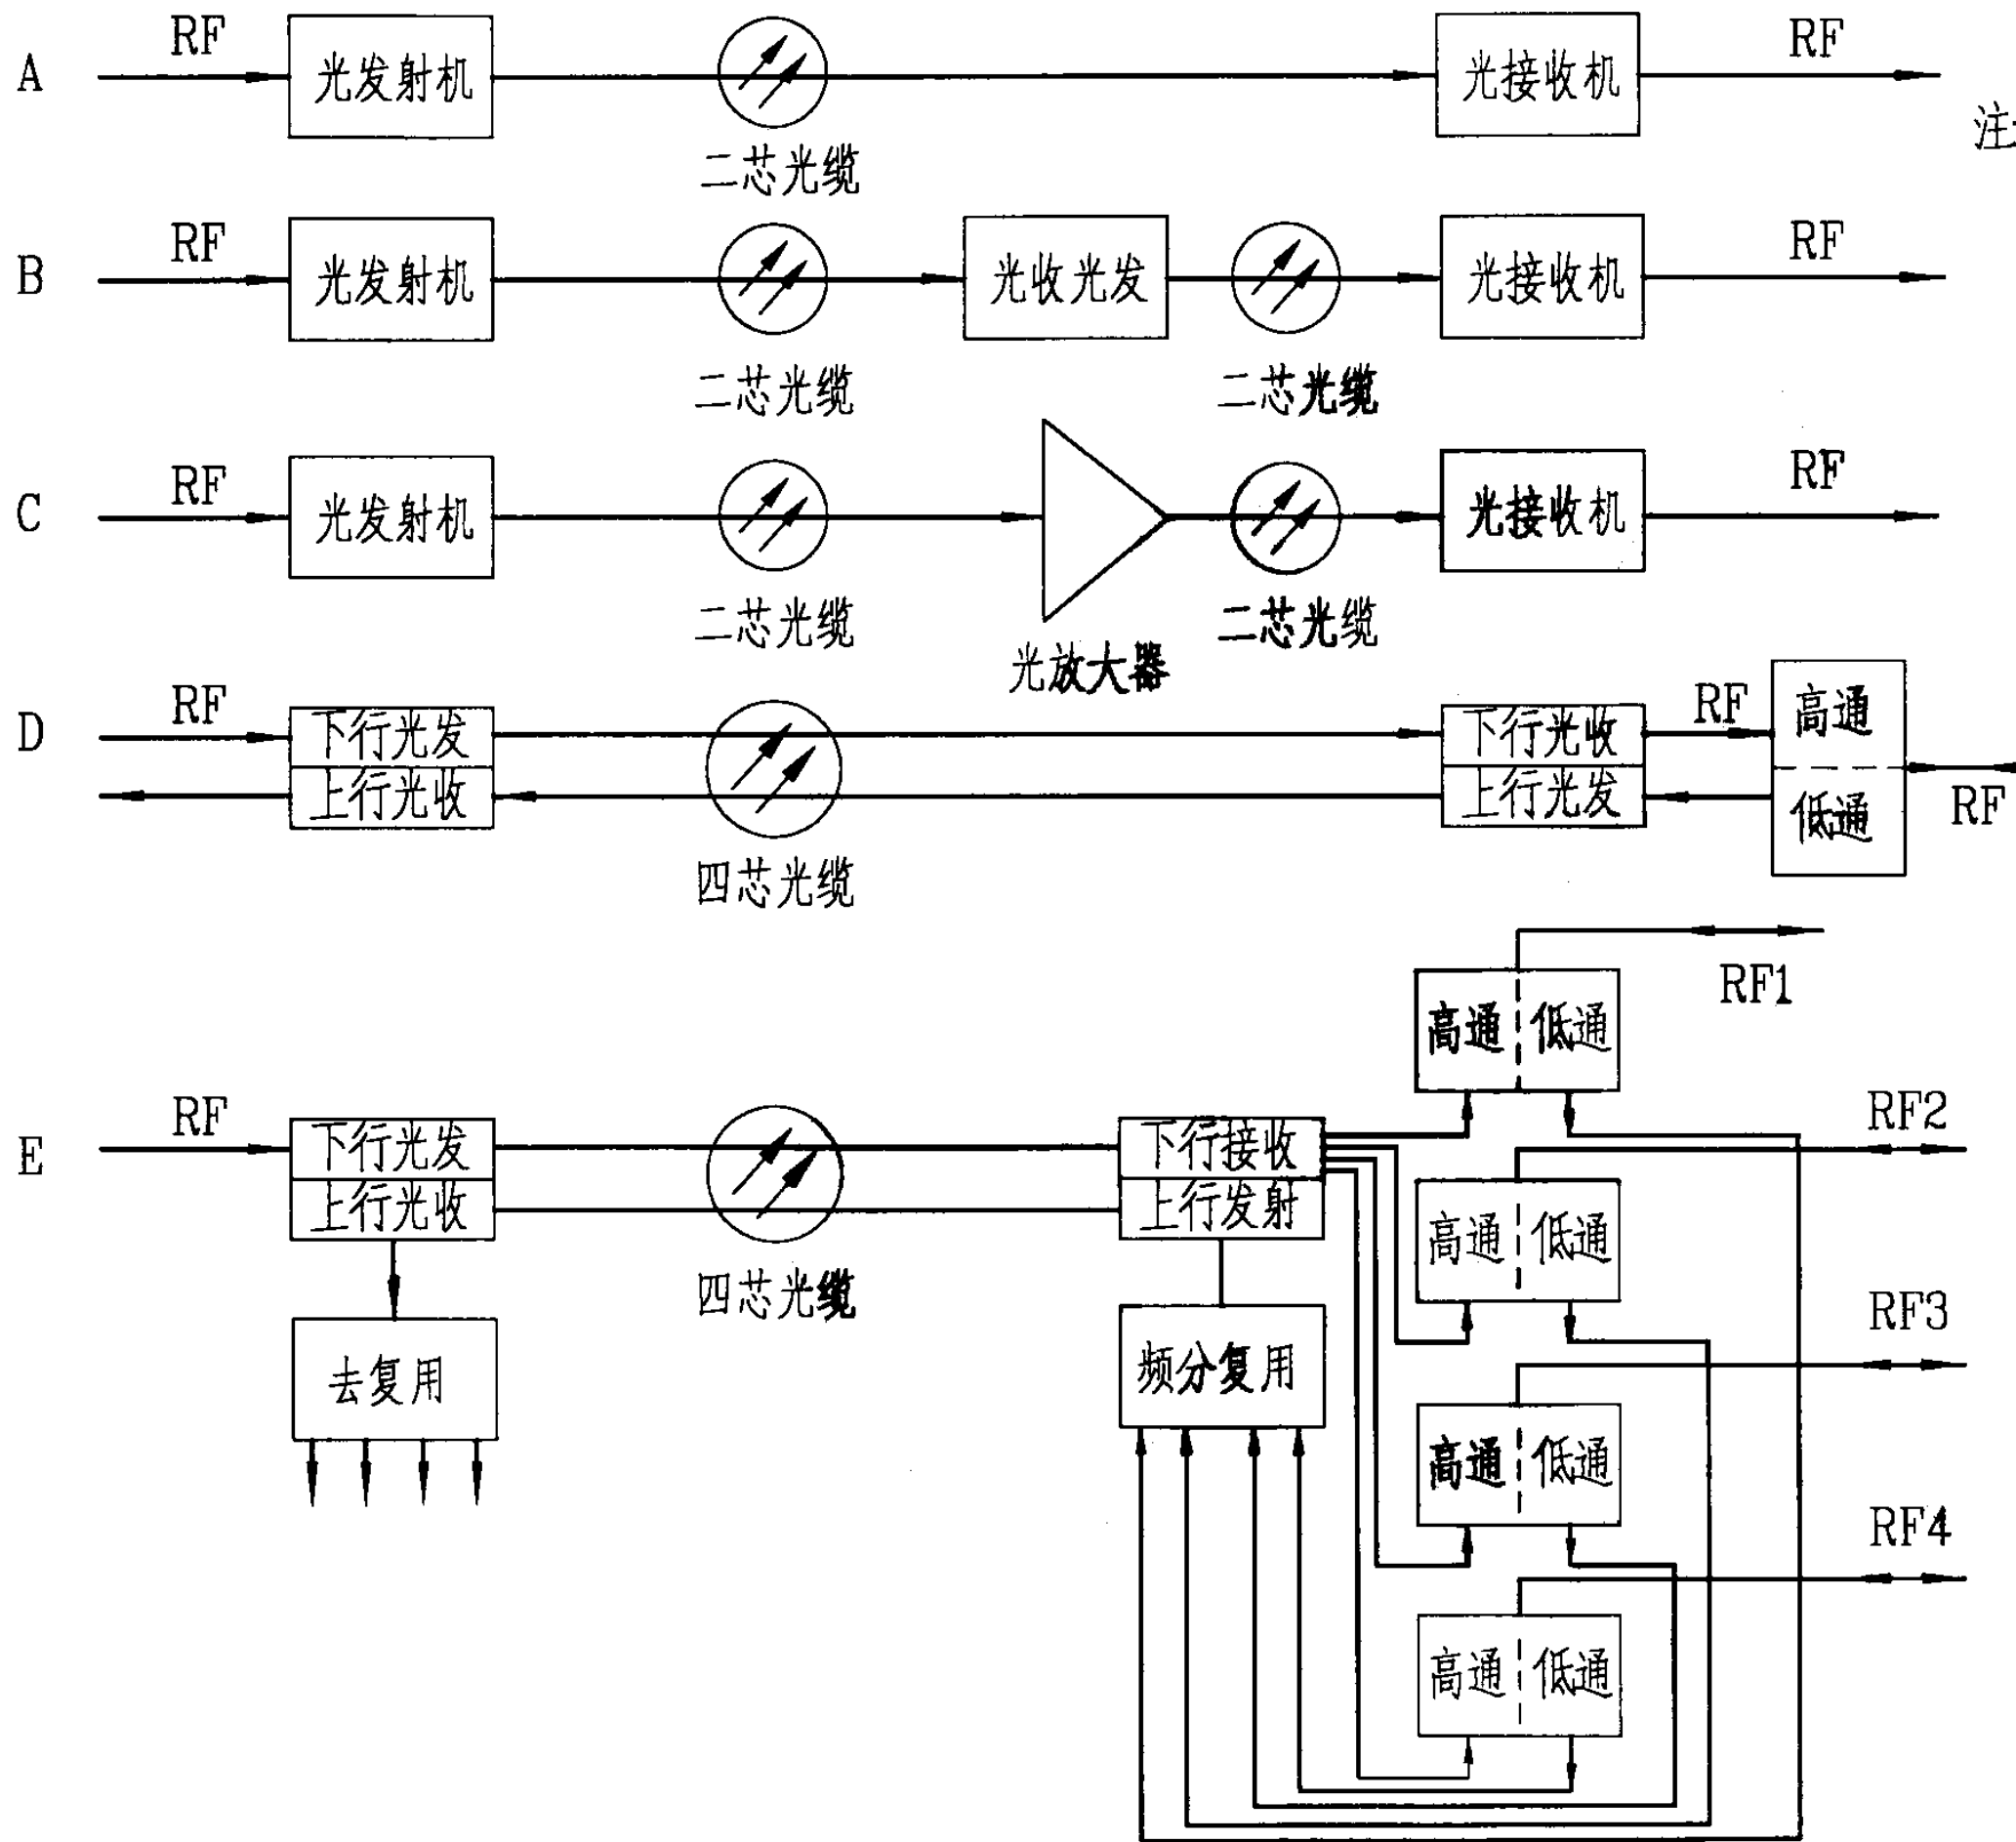 A RF 光发射机 光接收机 RF
二芯光缆
注
B RF 光发射机 光收光发 光接收机 RF
二芯光缆 二芯光缆
C RF 光发射机 光接收机 RF
二芯光缆 二芯光缆
光放大器
D RF 下行光发 下行光收 RF 高通
上行光收 上行光发 低通 RF
四芯光缆
RF1
高通 低通
E RF 下行光发 下行接收 RF2
上行光收 上行发射 高通 低通
四芯光缆 RF3
去复用 频分复用
高通 低通
RF4
高通 低通